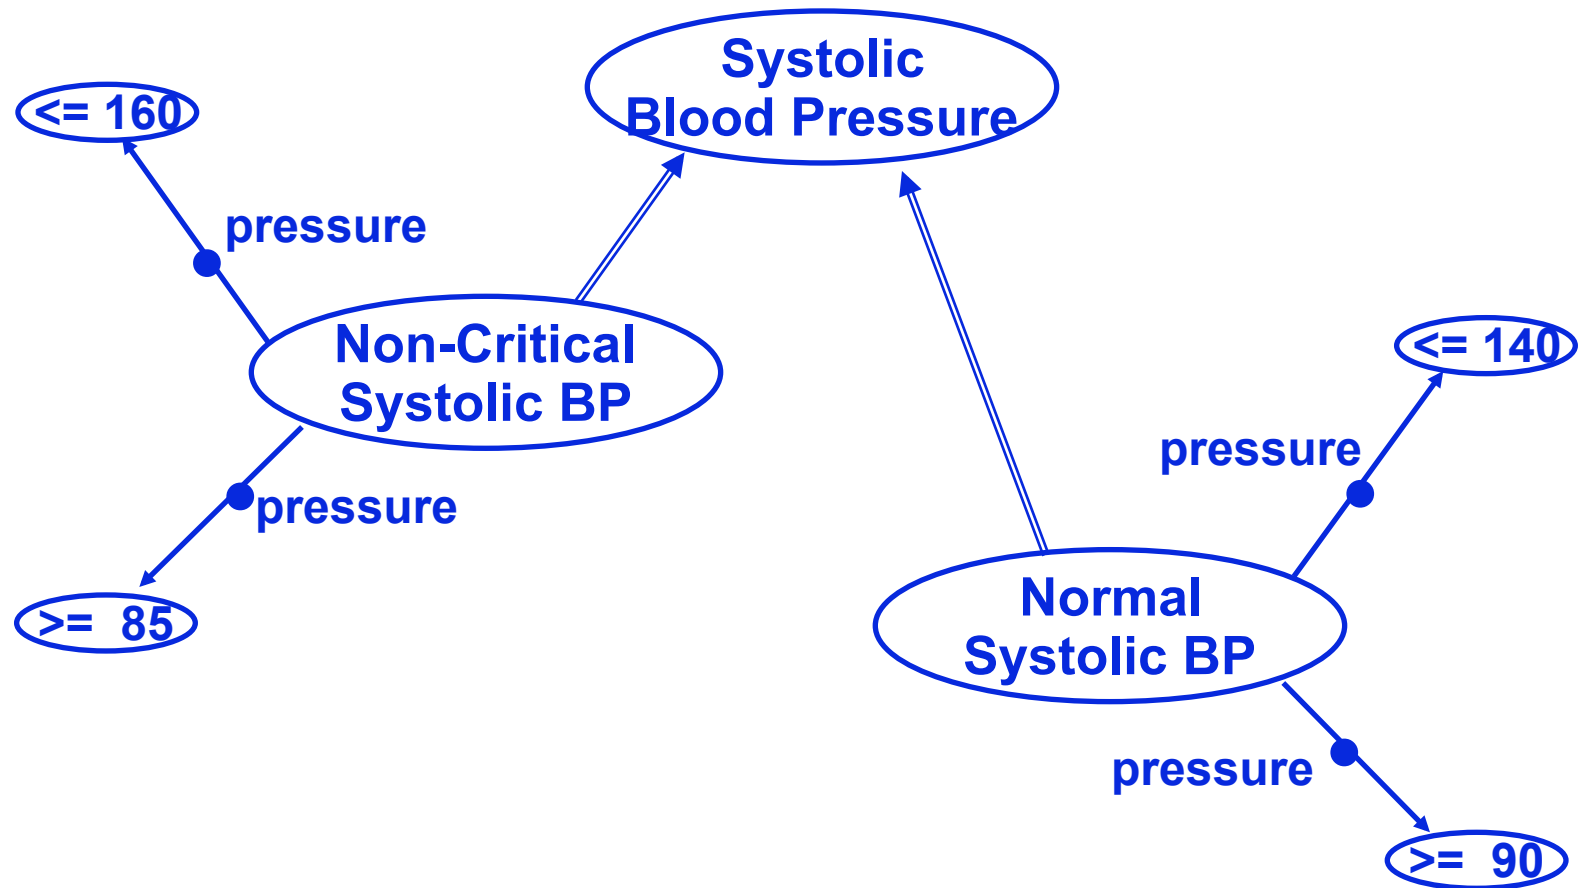 Systolic
Blood Pressure
<= 160
pressure
Non-Critical
Systolic BP
<= 140
pressure
pressure
>= 85
Normal
Systolic BP
pressure
>= 90